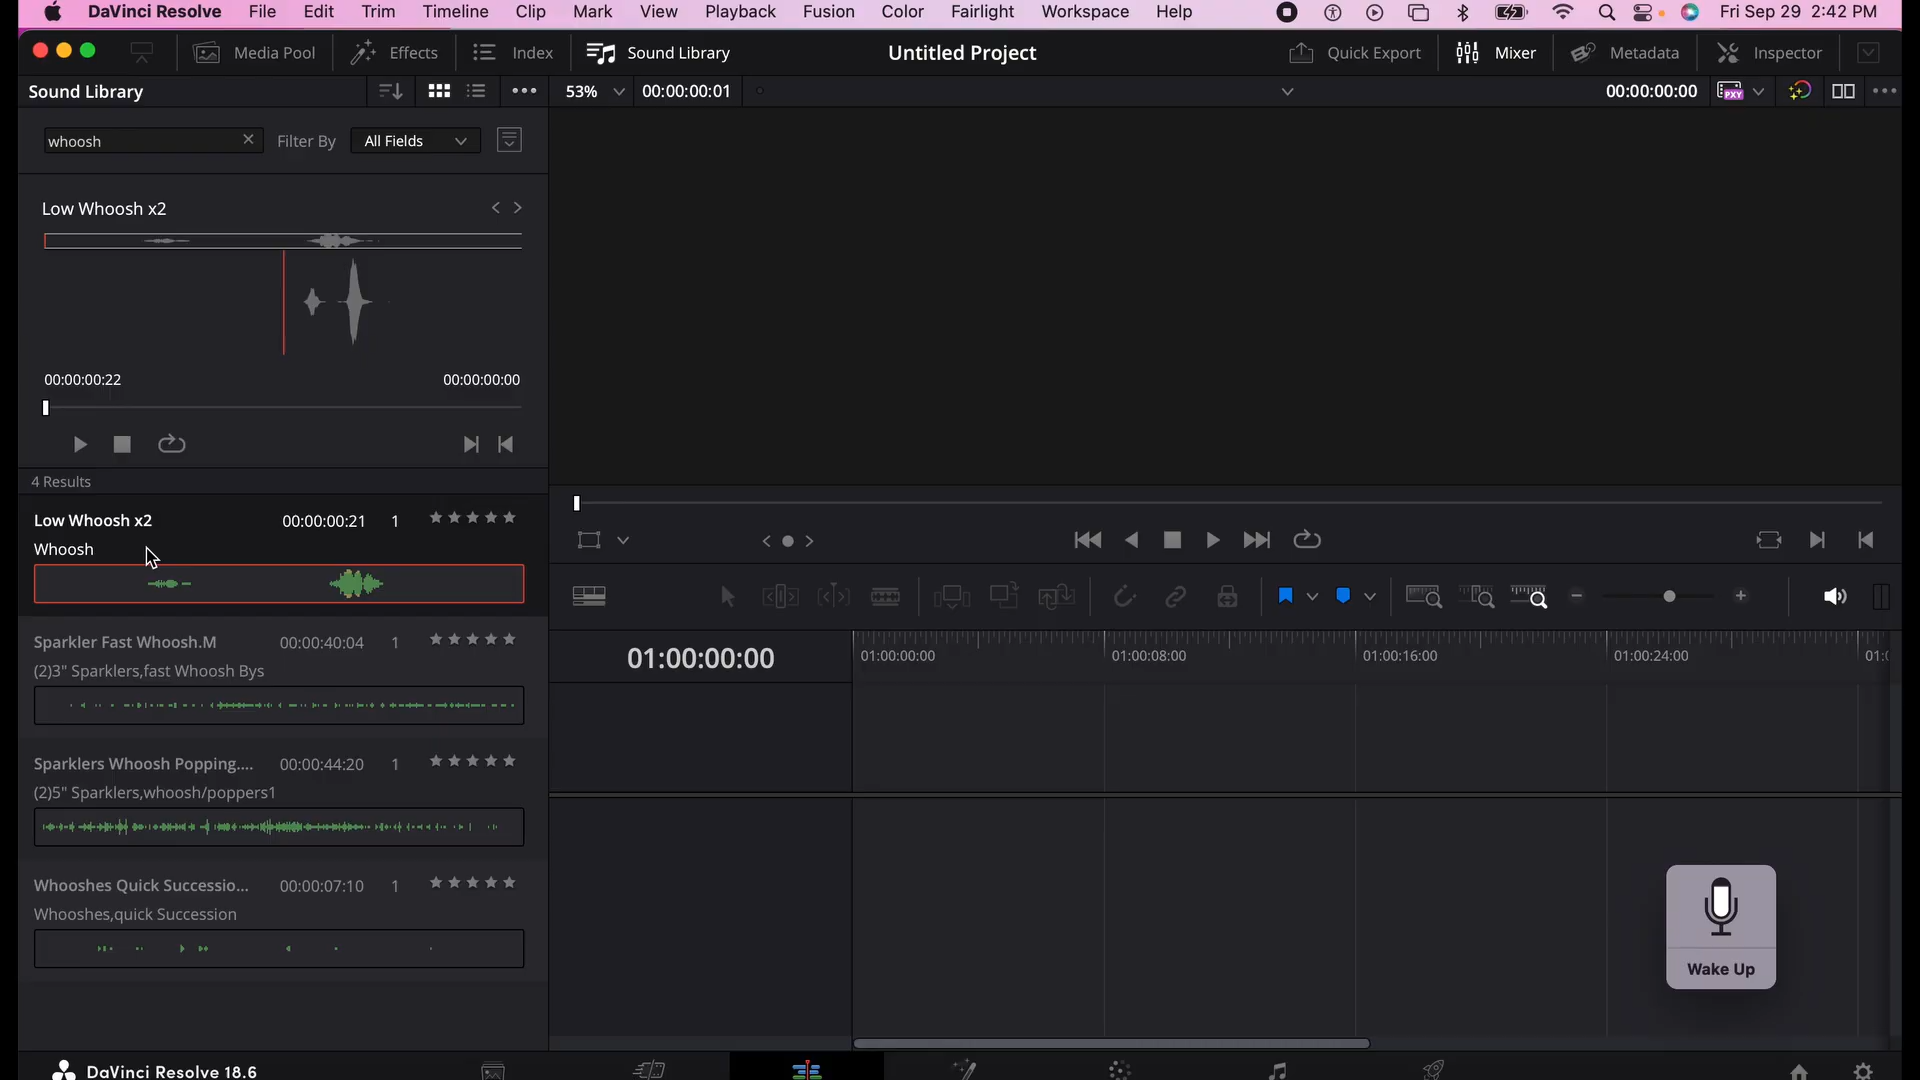 DaVinci Resolve File Edit Trim Timeline Clip Mark View Playback Fusion Color Fairlight Workspace Help Fri Sep 29 2:42 PM
Media Pool Effects Index Sound Library Untitled Project Quick Export Mixer Metadata Inspector
Sound Library 53% 00:00:00:01 00:00:00:00 PXY
whoosh Filter By All Fields
Low Whoosh x2
00:00:00:22 00:00:00:00
4 Results
Low Whoosh x2 00:00:00:21 1
Whoosh
Sparkler Fast Whoosh.M 00:00:40:04 1
(2)3" Sparklers,fast Whoosh Bys
Sparklers Whoosh Popping.... 00:00:44:20 1
(2)5" Sparklers,whoosh/poppers1
Whooshes Quick Successio... 00:00:07:10 1
Whooshes,quick Succession
01:00:00:00 01:00:00:00 01:00:08:00 01:00:16:00 01:00:24:00 01:
Wake Up
DaVinci Resolve 18.6